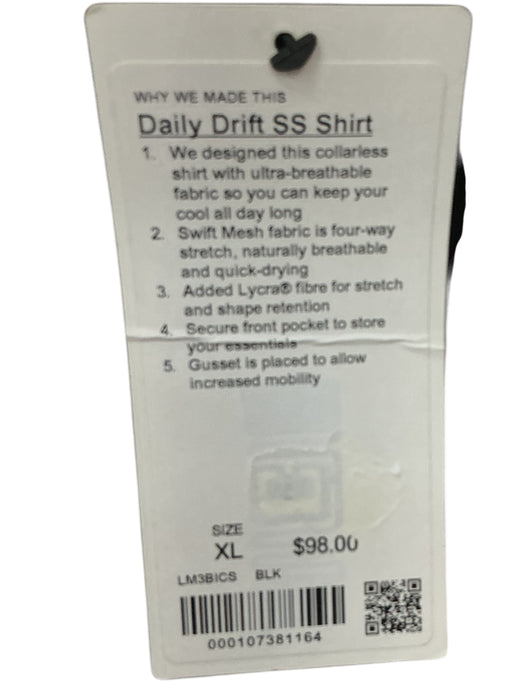 WHY WE MADE THIS
Daily Drift SS Shirt
1. We designed this collarless
shirt with ultra-breathable
fabric so you can keep your
cool all day long
2. Swift Mesh fabric is four-way
stretch, naturally breathable
and quick-drying
3. Added Lycra® fibre for stretch
and shape retention
4. Secure front pocket to store
your essentials
5. Gusset is placed to allow
increased mobility
SIZE
XL $98.00
LM3BICS BLK
000107381164